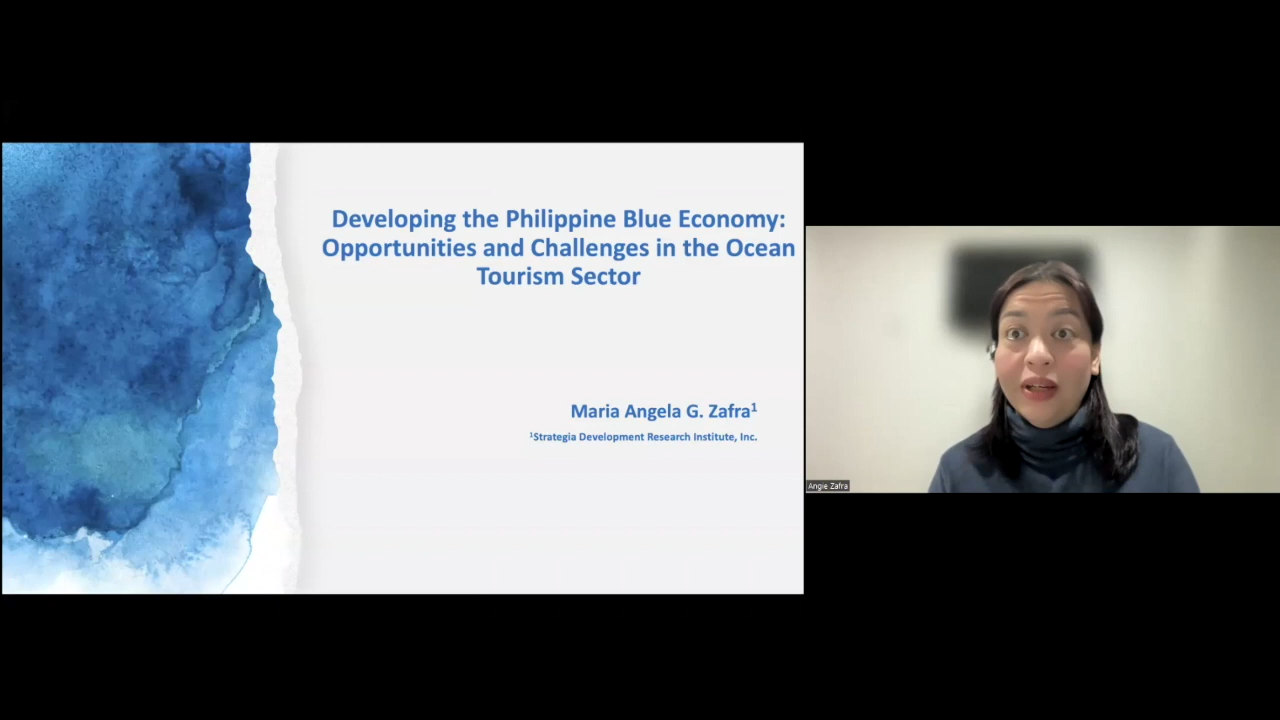 Developing the Philippine Blue Economy:
Opportunities and Challenges in the Ocean
Tourism Sector
Maria Angela G. Zafra¹
¹Strategia Development Research Institute, Inc.
Angie Zafra